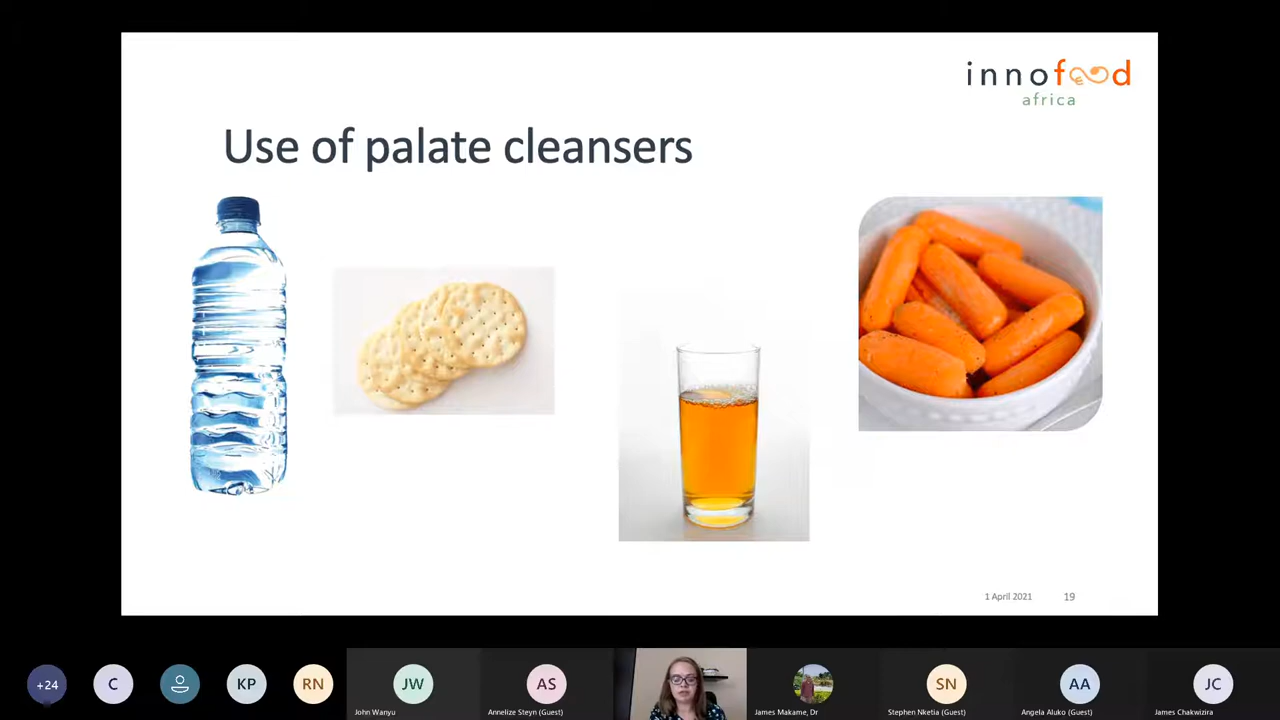 innofood
africa
Use of palate cleansers
1 April 2021
19
+24
C
KP
RN
JW
AS
SN
AA
JC
John Wanyu
Annelize Steyn (Guest)
James Makame, Dr
Stephen Nketia (Guest)
Angela Aluko (Guest)
James Chakwizira